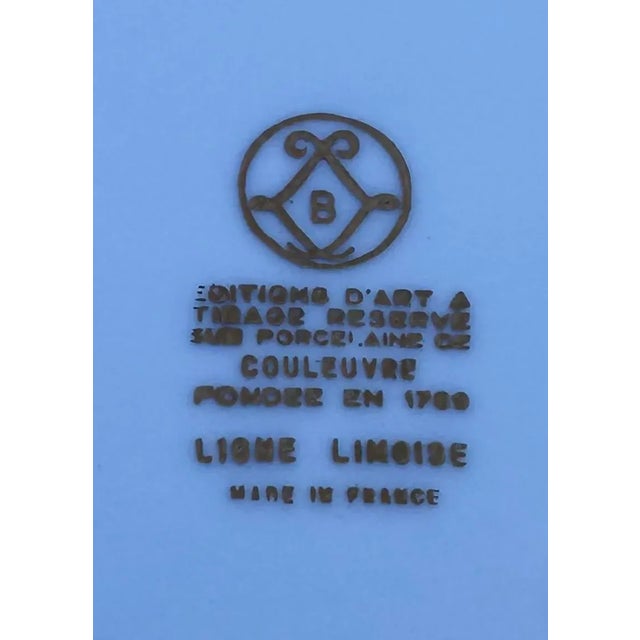 B
EDITIONS D'ART A
TIRAGE RESERVE
SUR PORCELAINE DE
COULEUVRE
FONDEE EN 1789
LIGNE LIMOISE
MADE IN FRANCE